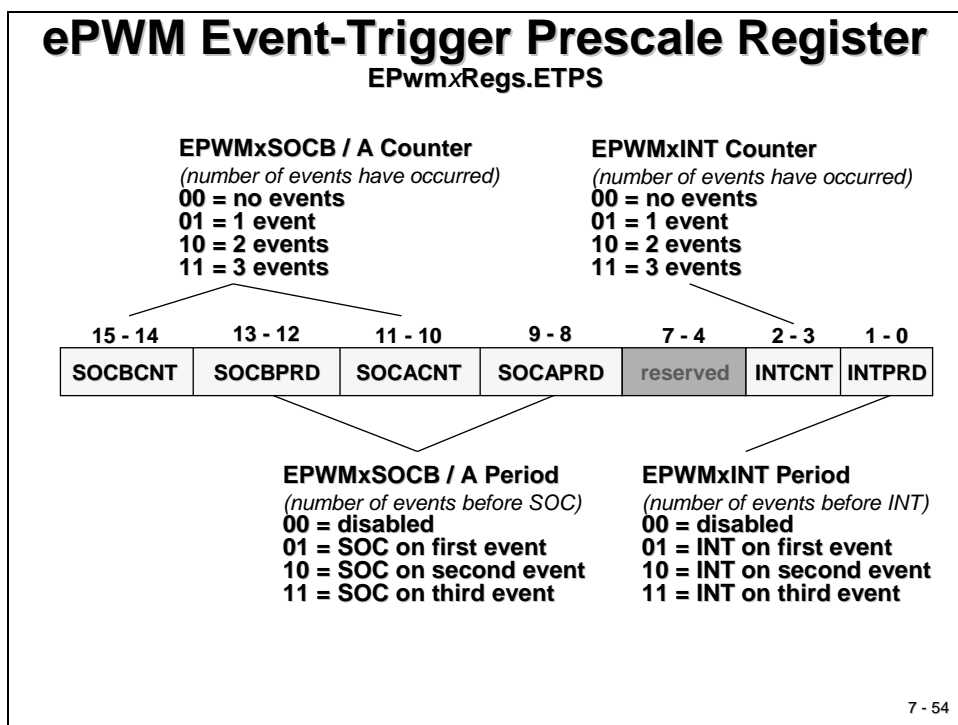 ePWM Event-Trigger Prescale Register
EPwmxRegs.ETPS
EPWMxSOCB / A Counter
(number of events have occurred)
00 = no events
01 = 1 event
10 = 2 events
11 = 3 events
EPWMxINT Counter
(number of events have occurred)
00 = no events
01 = 1 event
10 = 2 events
11 = 3 events
15 - 14 13 - 12 11 - 10 9 - 8 7 - 4 2 - 3 1 - 0
SOCBCNT SOCBPRD SOCACNT SOCAPRD reserved INTCNT INTPRD
EPWMxSOCB / A Period
(number of events before SOC)
00 = disabled
01 = SOC on first event
10 = SOC on second event
11 = SOC on third event
EPWMxINT Period
(number of events before INT)
00 = disabled
01 = INT on first event
10 = INT on second event
11 = INT on third event
7 - 54